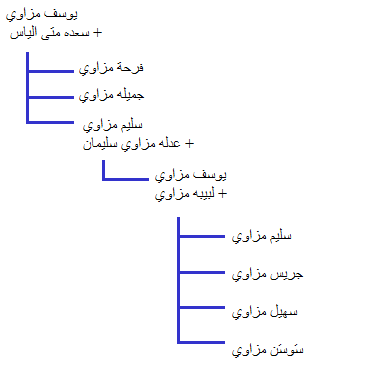 يوسف مزاوي
+ سعده متى الياس
فرحة مزاوي
جميله مزاوي
سليم مزاوي
+ عدله مزاوي سليمان
يوسف مزاوي
+ لبيبه مزاوي
سليم مزاوي
جريس مزاوي
سهيل مزاوي
سوسن مزاوي